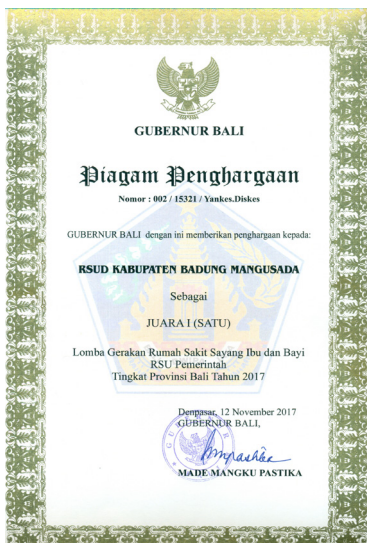 GUBERNUR BALI
Piagam Penghargaan
Nomor : 002 / 15321 / Yankes.Diskes
GUBERNUR BALI dengan ini memberikan penghargaan kepada:
RSUD KABUPATEN BADUNG MANGUSADA
Sebagai
JUARA I (SATU)
Lomba Gerakan Rumah Sakit Sayang Ibu dan Bayi
RSU Pemerintah
Tingkat Provinsi Bali Tahun 2017
Denpasar, 12 November 2017
GUBERNUR BALI,
MADE MANGKU PASTIKA